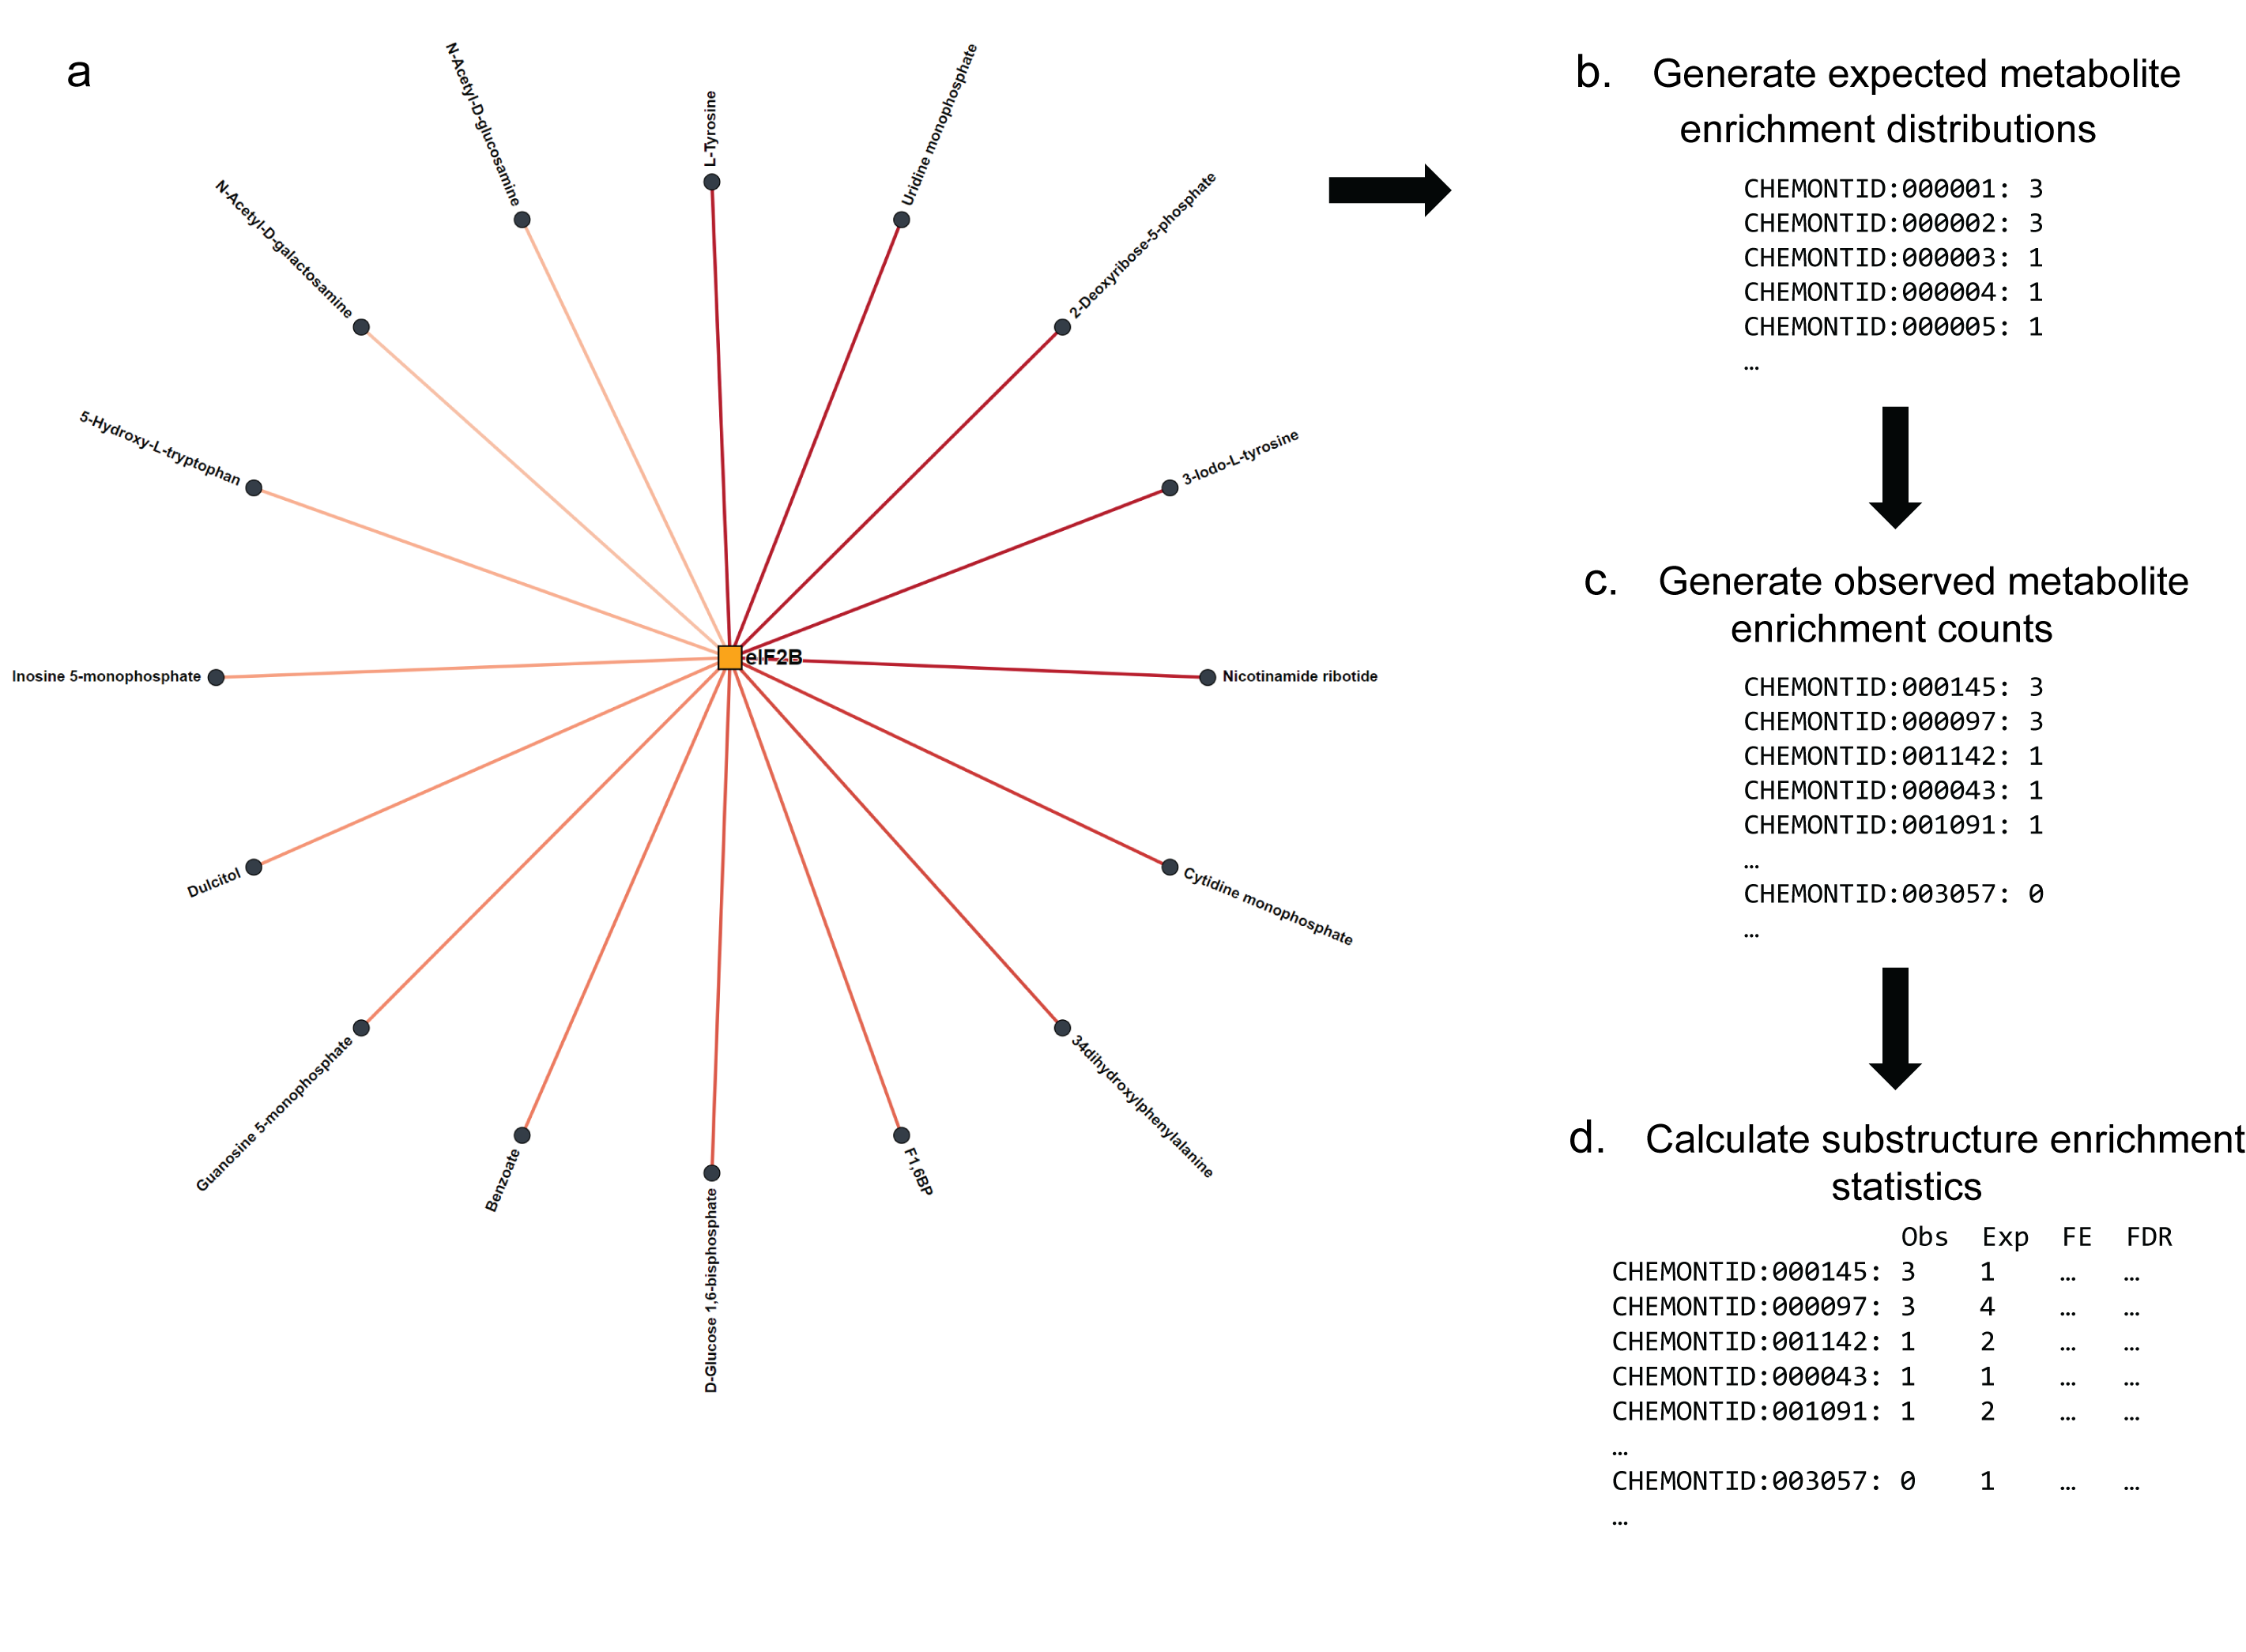 a
N-Acetyl-D-glucosamine
L-Tyrosine
Uridine monophosphate
N-Acetyl-D-galactosamine
2-Deoxyribose-5-phosphate
5-Hydroxy-L-tryptophan
3-Iodo-L-tyrosine
eIF2B
Inosine 5-monophosphate
Nicotinamide ribotide
Dulcitol
Cytidine monophosphate
Guanosine 5-monophosphate
34dihydroxylphenylalanine
Benzoate
F1,6BP
D-Glucose 1,6-bisphosphate
b. Generate expected metabolite
enrichment distributions
CHEMONTID:000001: 3
CHEMONTID:000002: 3
CHEMONTID:000003: 1
CHEMONTID:000004: 1
CHEMONTID:000005: 1
…
c. Generate observed metabolite
enrichment counts
CHEMONTID:000145: 3
CHEMONTID:000097: 3
CHEMONTID:001142: 1
CHEMONTID:000043: 1
CHEMONTID:001091: 1
…
CHEMONTID:003057: 0
…
d. Calculate substructure enrichment
statistics
Obs Exp FE FDR
CHEMONTID:000145: 3 1 … …
CHEMONTID:000097: 3 4 … …
CHEMONTID:001142: 1 2 … …
CHEMONTID:000043: 1 1 … …
CHEMONTID:001091: 1 2 … …
…
CHEMONTID:003057: 0 1 … …
…